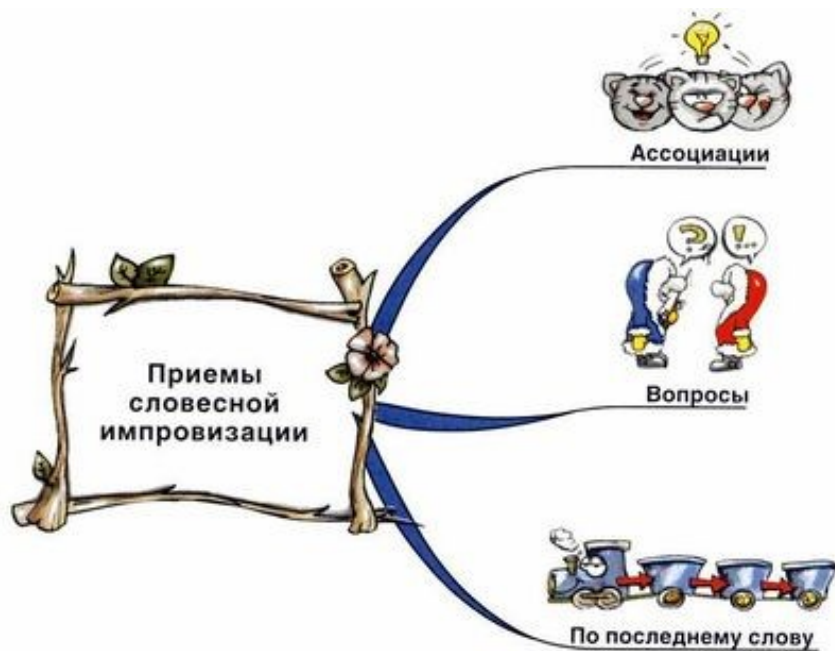 Ассоциации
? ...
! ...
Приемы
словесной
импровизации
Вопросы
По последнему слову